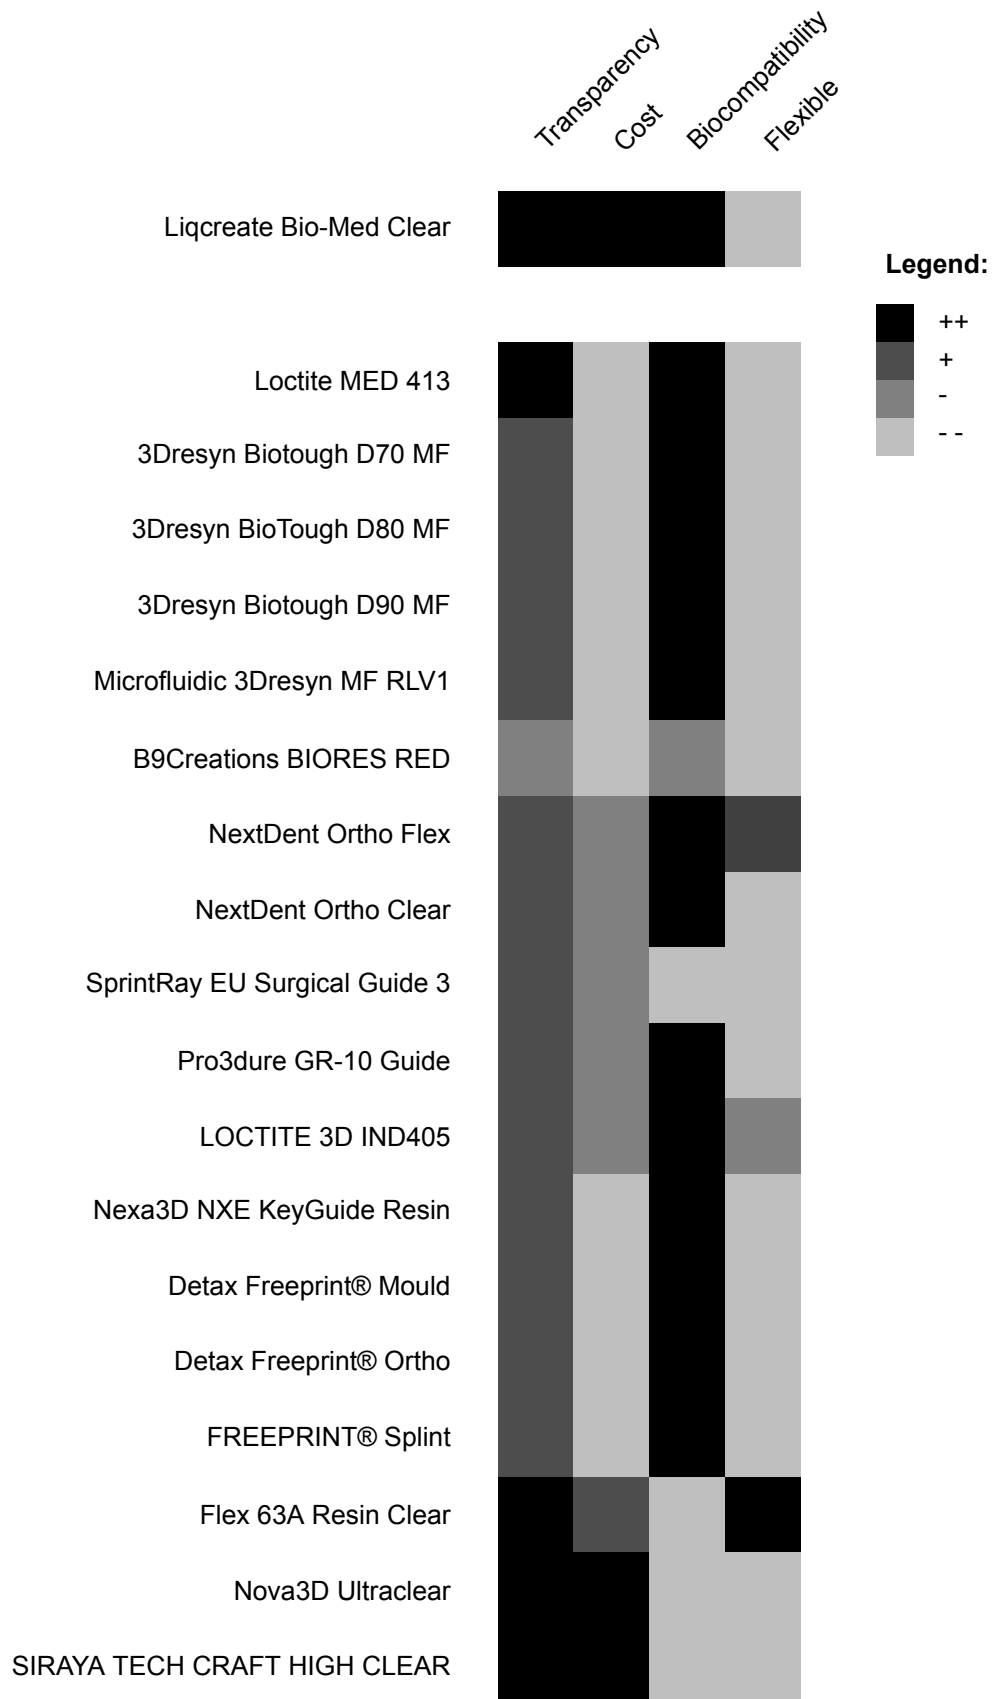 Transparency
Cost
Biocompatibility
Flexible
Liqcreate Bio-Med Clear
Legend:
++
+
-
- -
Loctite MED 413
3Dresyn Biotough D70 MF
3Dresyn BioTough D80 MF
3Dresyn Biotough D90 MF
Microfluidic 3Dresyn MF RLV1
B9Creations BIORES RED
NextDent Ortho Flex
NextDent Ortho Clear
SprintRay EU Surgical Guide 3
Pro3dure GR-10 Guide
LOCTITE 3D IND405
Nexa3D NXE KeyGuide Resin
Detax Freeprint® Mould
Detax Freeprint® Ortho
FREEPRINT® Splint
Flex 63A Resin Clear
Nova3D Ultraclear
SIRAYA TECH CRAFT HIGH CLEAR